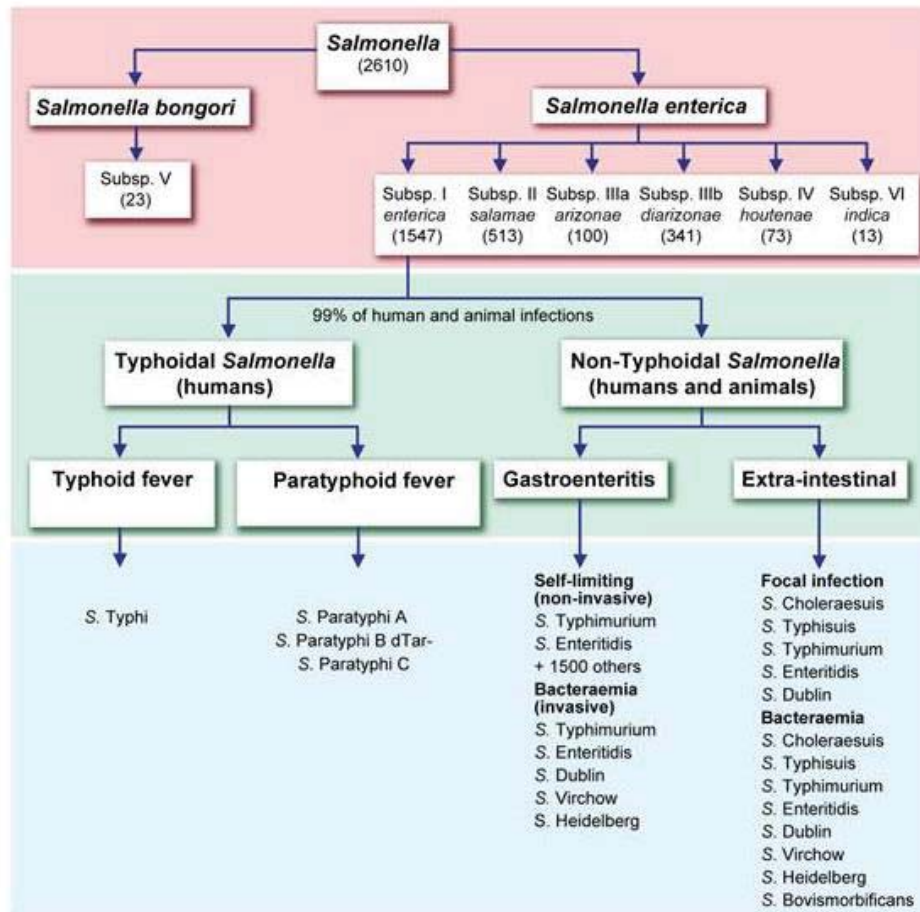 Salmonella
(2610)
Salmonella bongori
Salmonella enterica
Subsp. V
(23)
Subsp. I
enterica
(1547)
Subsp. II
salamae
(513)
Subsp. IIIa
arizonae
(100)
Subsp. IIIb
diarizonae
(341)
Subsp. IV
houtenae
(73)
Subsp. VI
indica
(13)
99% of human and animal infections
Typhoidal Salmonella
(humans)
Non-Typhoidal Salmonella
(humans and animals)
Typhoid fever
Paratyphoid fever
Gastroenteritis
Extra-intestinal
S. Typhi
S. Paratyphi A
S. Paratyphi B dTar-
S. Paratyphi C
Self-limiting
(non-invasive)
S. Typhimurium
S. Enteritidis
+ 1500 others
Bacteraemia
(invasive)
S. Typhimurium
S. Enteritidis
S. Dublin
S. Virchow
S. Heidelberg
Focal infection
S. Choleraesuis
S. Typhisuis
S. Typhimurium
S. Enteritidis
S. Dublin
Bacteraemia
S. Choleraesuis
S. Typhisuis
S. Typhimurium
S. Enteritidis
S. Dublin
S. Virchow
S. Heidelberg
S. Bovismorbificans